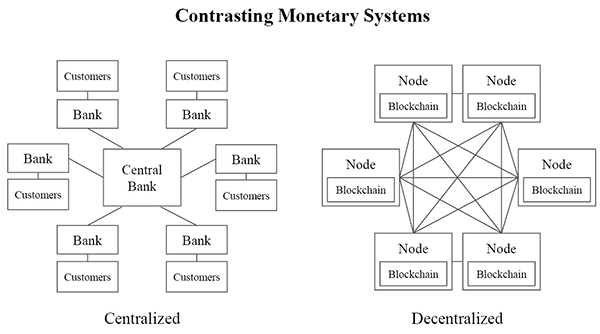 Contrasting Monetary Systems
Customers
Bank
Customers
Bank
Bank
Customers
Central
Bank
Bank
Customers
Bank
Customers
Bank
Customers
Centralized
Node
Blockchain
Node
Blockchain
Node
Blockchain
Node
Blockchain
Node
Blockchain
Node
Blockchain
Decentralized